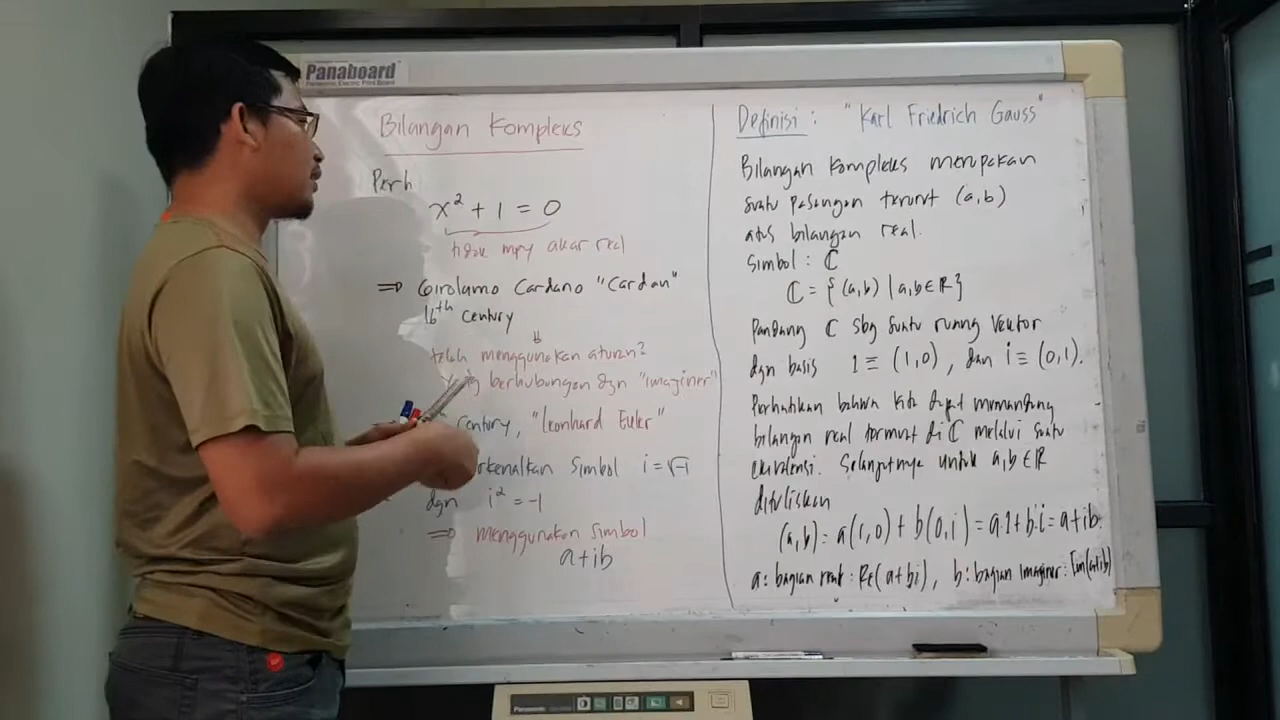 Panaboard
Bilangan Kompleks
Perh
x² + 1 = 0
tidak mpy akar real
⇒ Girolamo Cardano "Cardan"
16th century
↓
telah menggunakan aturan²
yang berhubungan dgn "imaginer"
century, "Leonhard Euler"
rkenalkan simbol i = √-1
dgn i² = -1
⇒ menggunakan simbol
a+ib
Definisi : "Karl Friedrich Gauss"
Bilangan Kompleks merupakan
suatu pasangan terurut (a,b)
atas bilangan real.
Simbol : ℂ
ℂ = { (a,b) | a,b ∈ ℝ }
Pandang ℂ sbg suatu ruang vektor
dgn basis 1 ≡ (1,0), dan i ≡ (0,1).
Perhatikan bahwa kita dapat memandang
bilangan real termuat di ℂ melalui suatu
ekivalensi. Selanjutnya untuk a,b ∈ ℝ
dituliskan
(a,b) = a(1,0) + b(0,1) = a.1 + b.i = a+ib.
a : bagian real : Re(a+bi), b : bagian imaginer : Im(a+ib)
Panasonic